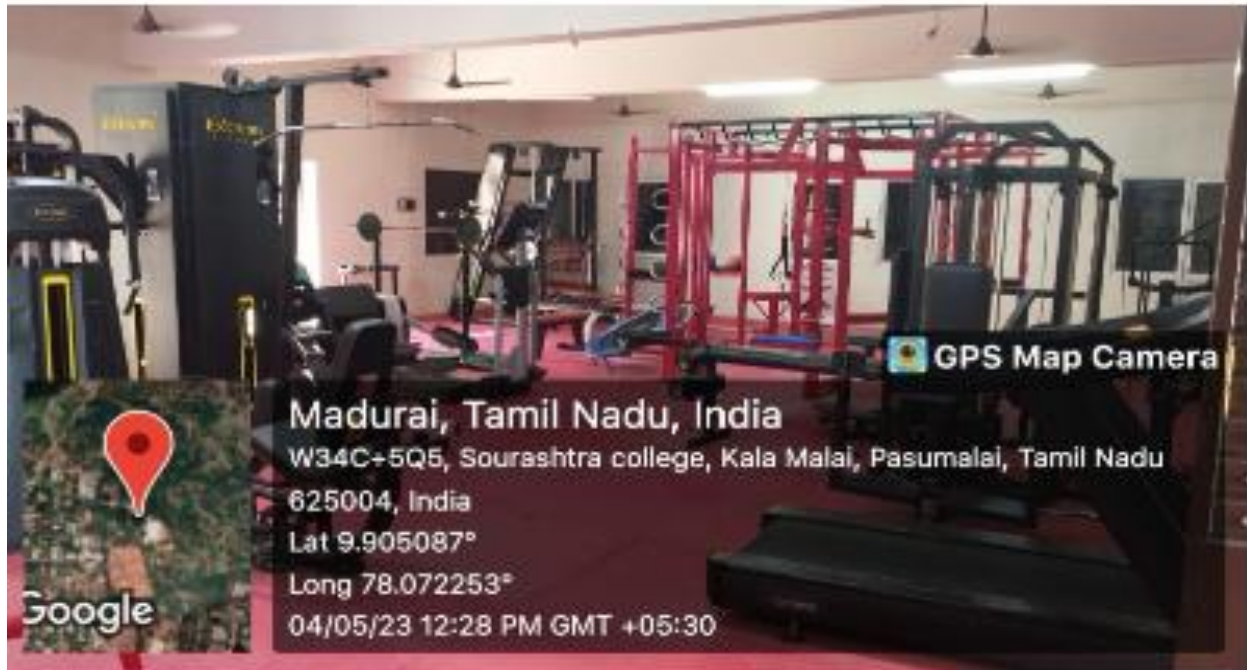 GPS Map Camera
Madurai, Tamil Nadu, India
W34C+5Q5, Sourashtra college, Kala Malai, Pasumalai, Tamil Nadu
625004, India
Lat 9.905087°
Long 78.072253°
04/05/23 12:28 PM GMT +05:30
Google